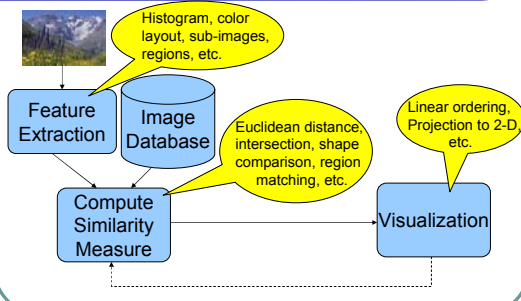 Histogram, color
layout, sub-images,
regions, etc.
Feature
Extraction
Image
Database
Euclidean distance,
intersection, shape
comparison, region
matching, etc.
Linear ordering,
Projection to 2-D,
etc.
Compute
Similarity
Measure
Visualization